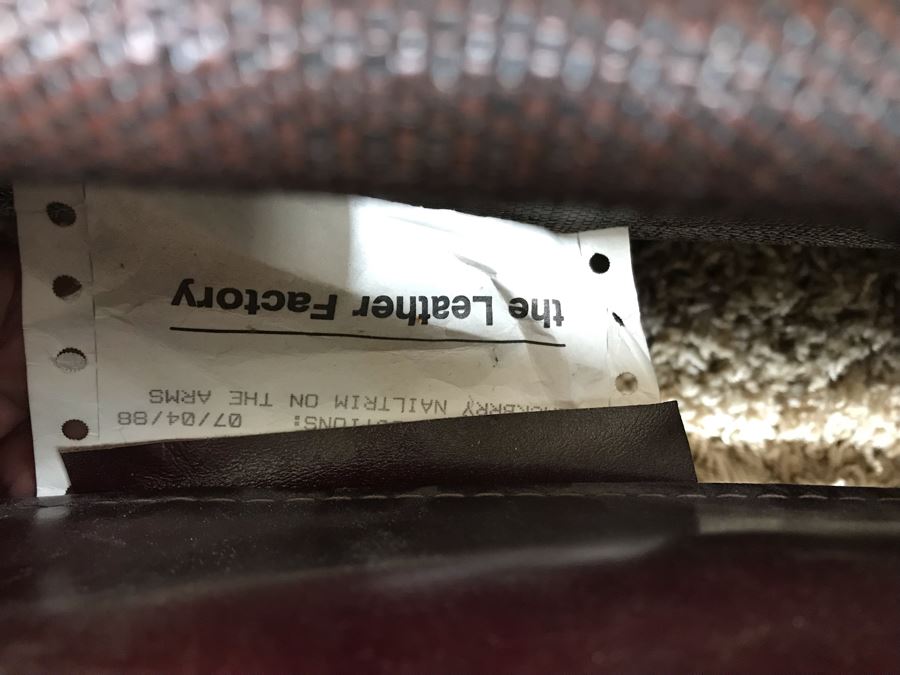 07/04/88
NAILTRIM ON THE ARMS
the Leather Factory